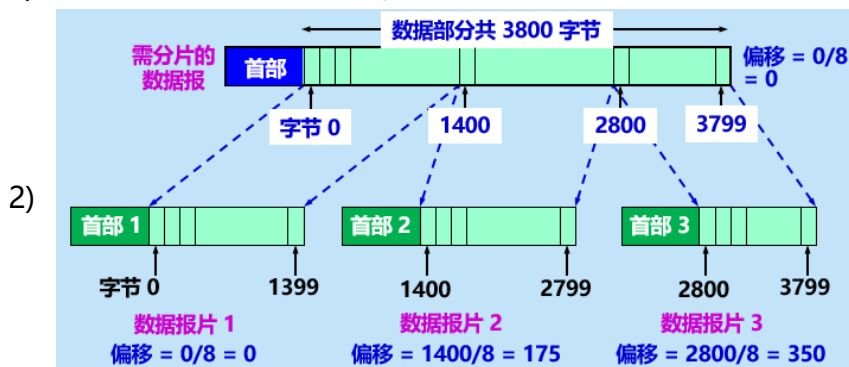 数据部分共 3800 字节
需分片的
数据报
首部
偏移 = 0/8
= 0
字节 0
1400
2800
3799
2)
首部 1
首部 2
首部 3
字节 0
1399
1400
2799
2800
3799
数据报片 1
数据报片 2
数据报片 3
偏移 = 0/8 = 0
偏移 = 1400/8 = 175
偏移 = 2800/8 = 350